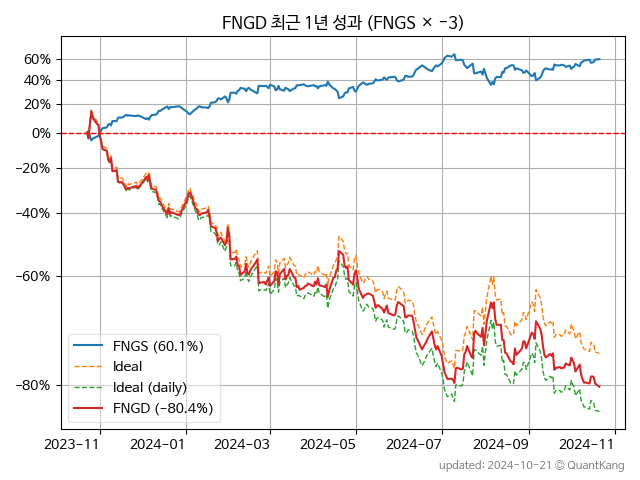 FNGD 최근 1년 성과 (FNGS × −3)
60%
40%
20%
0%
−20%
−40%
−60%
−80%
FNGS (60.1%)
Ideal
Ideal (daily)
FNGD (−80.4%)
2023-11 2024-01 2024-03 2024-05 2024-07 2024-09 2024-11
updated: 2024-10-21 © QuantKang